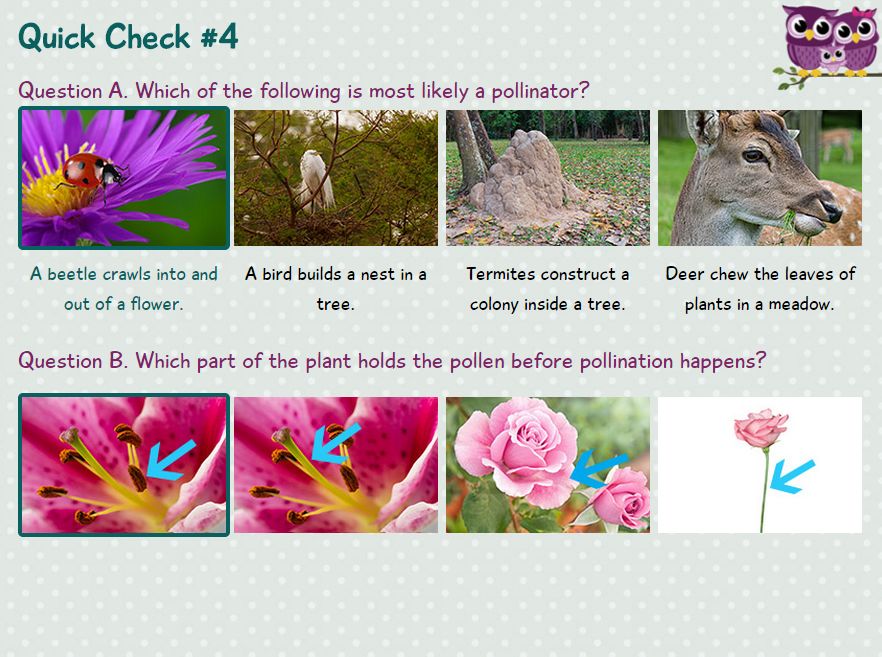 Quick Check #4
Question A. Which of the following is most likely a pollinator?
A beetle crawls into and
out of a flower.
A bird builds a nest in a
tree.
Termites construct a
colony inside a tree.
Deer chew the leaves of
plants in a meadow.
Question B. Which part of the plant holds the pollen before pollination happens?